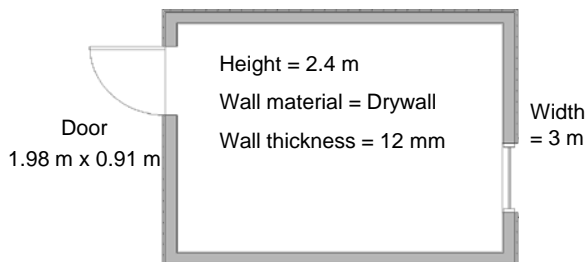 Height = 2.4 m
Wall material = Drywall
Wall thickness = 12 mm
Door
1.98 m x 0.91 m
Width
= 3 m